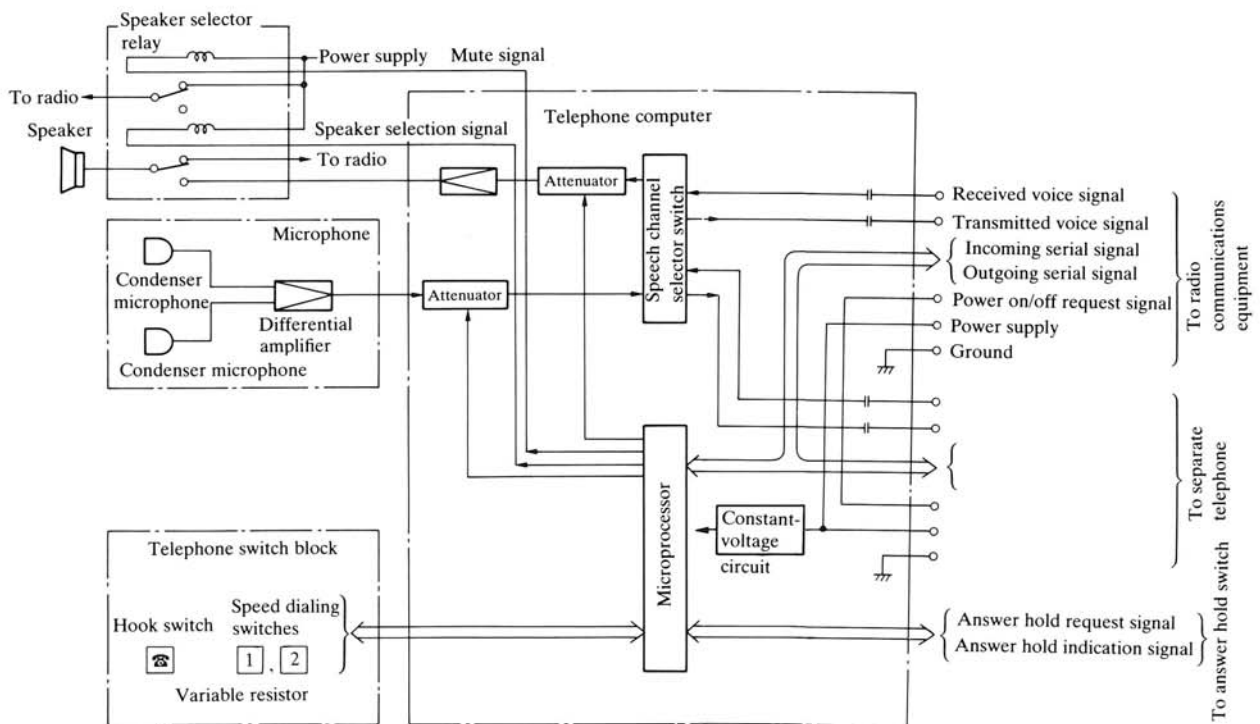 Speaker selector
relay
Power supply
Mute signal
To radio
Speaker
Speaker selection signal
To radio
Telephone computer
Attenuator
Speech channel
selector switch
Received voice signal
Transmitted voice signal
Incoming serial signal
Outgoing serial signal
Power on/off request signal
Power supply
Ground
To radio
communications
equipment
Microphone
Condenser
microphone
Differential
amplifier
Condenser microphone
Attenuator
To separate
telephone
Microprocessor
Constant-
voltage
circuit
Telephone switch block
Hook switch
Speed dialing
switches
1 , 2
Variable resistor
Answer hold request signal
Answer hold indication signal
To answer hold switch